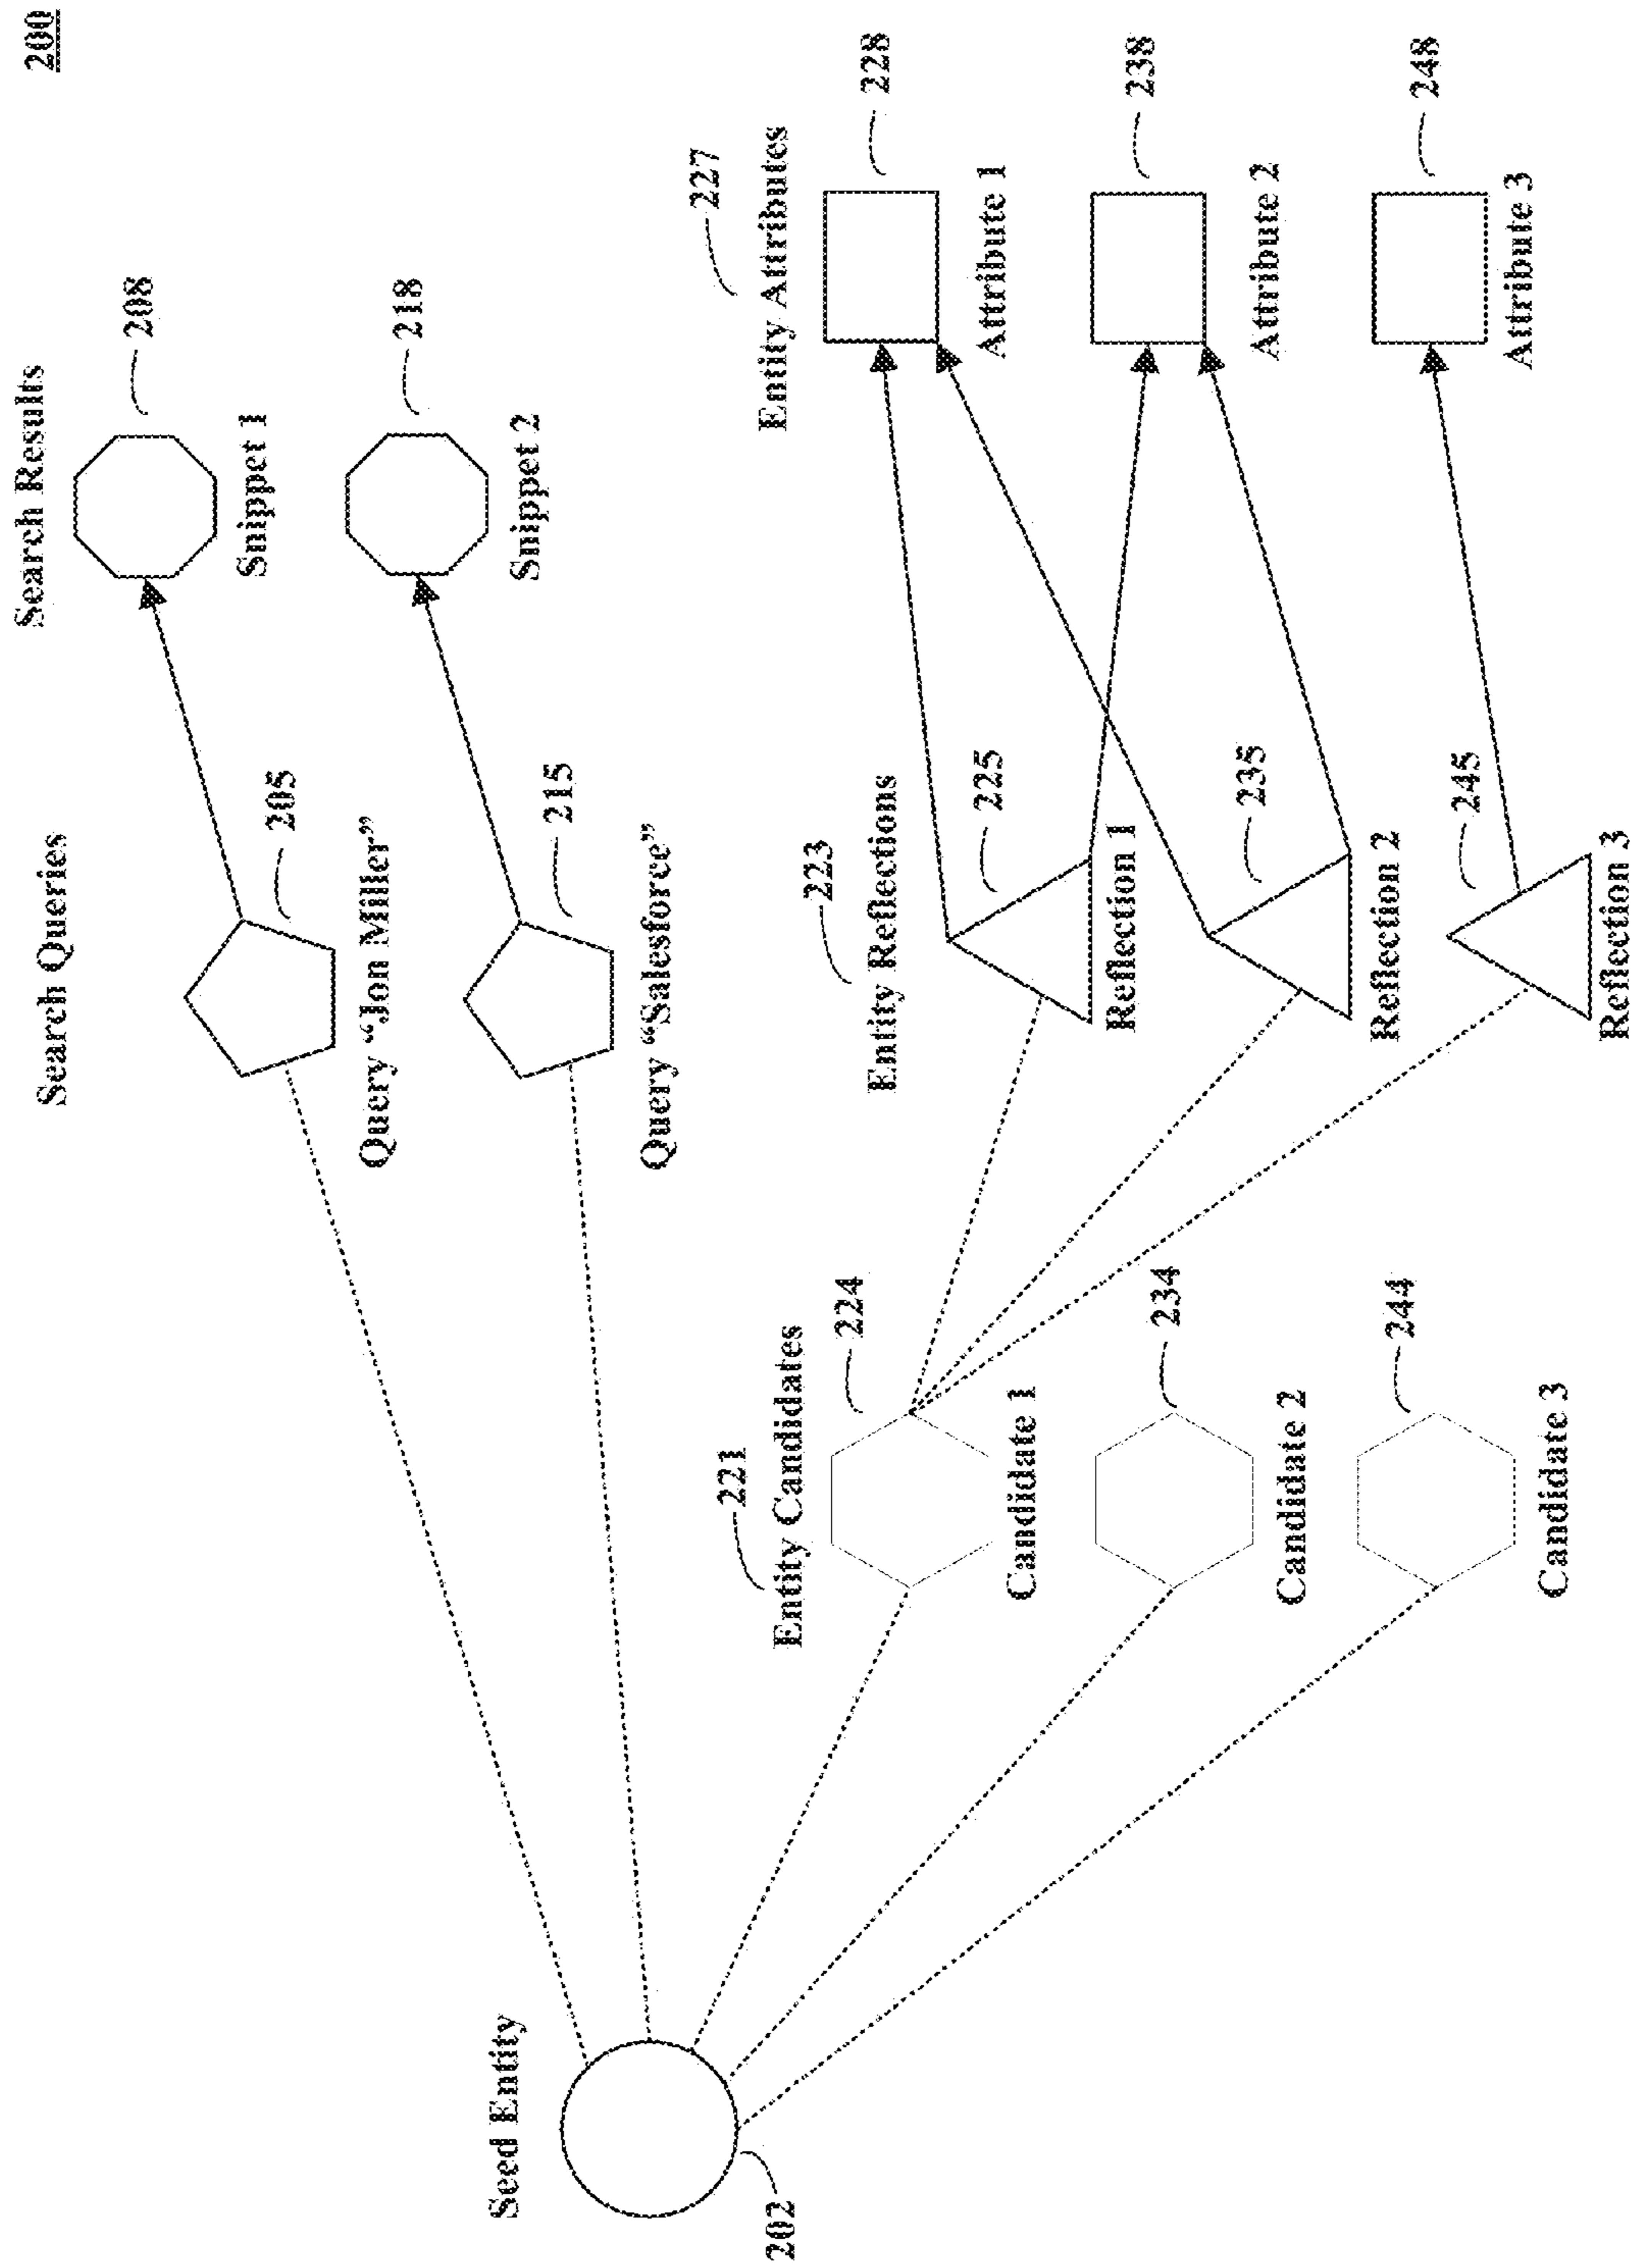 200
Search Queries
Search Results
208
205
Snippet 1
Query “Jon Miller”
218
215
Snippet 2
Query “Salesforce”
Seed Entity
202
221
Entity Candidates
223
Entity Reflections
227
Entity Attributes
224
225
228
Candidate 1
Reflection 1
Attribute 1
234
235
238
Candidate 2
Reflection 2
Attribute 2
244
245
248
Candidate 3
Reflection 3
Attribute 3